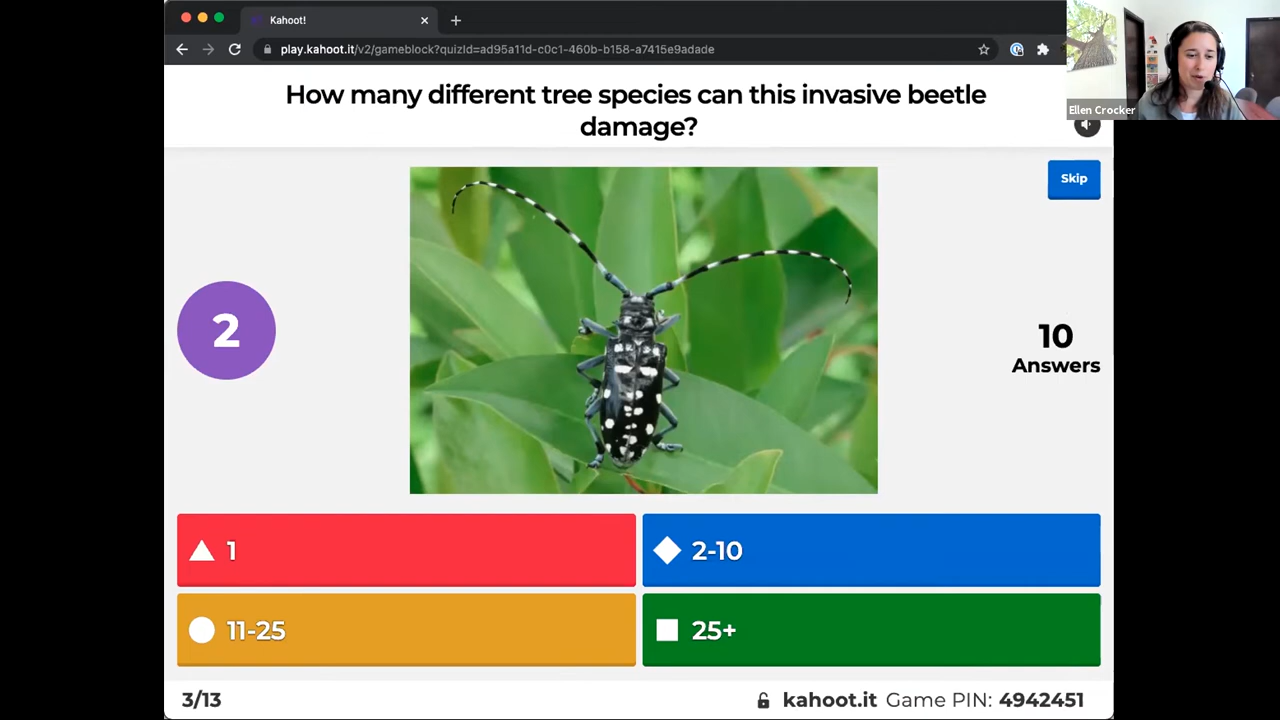 Kahoot!
play.kahoot.it/v2/gameblock?quizId=ad95a11d-c0c1-460b-b158-a7415e9adade
Ellen Crocker
How many different tree species can this invasive beetle
damage?
Skip
2
10
Answers
1
2-10
11-25
25+
3/13
kahoot.it Game PIN: 4942451